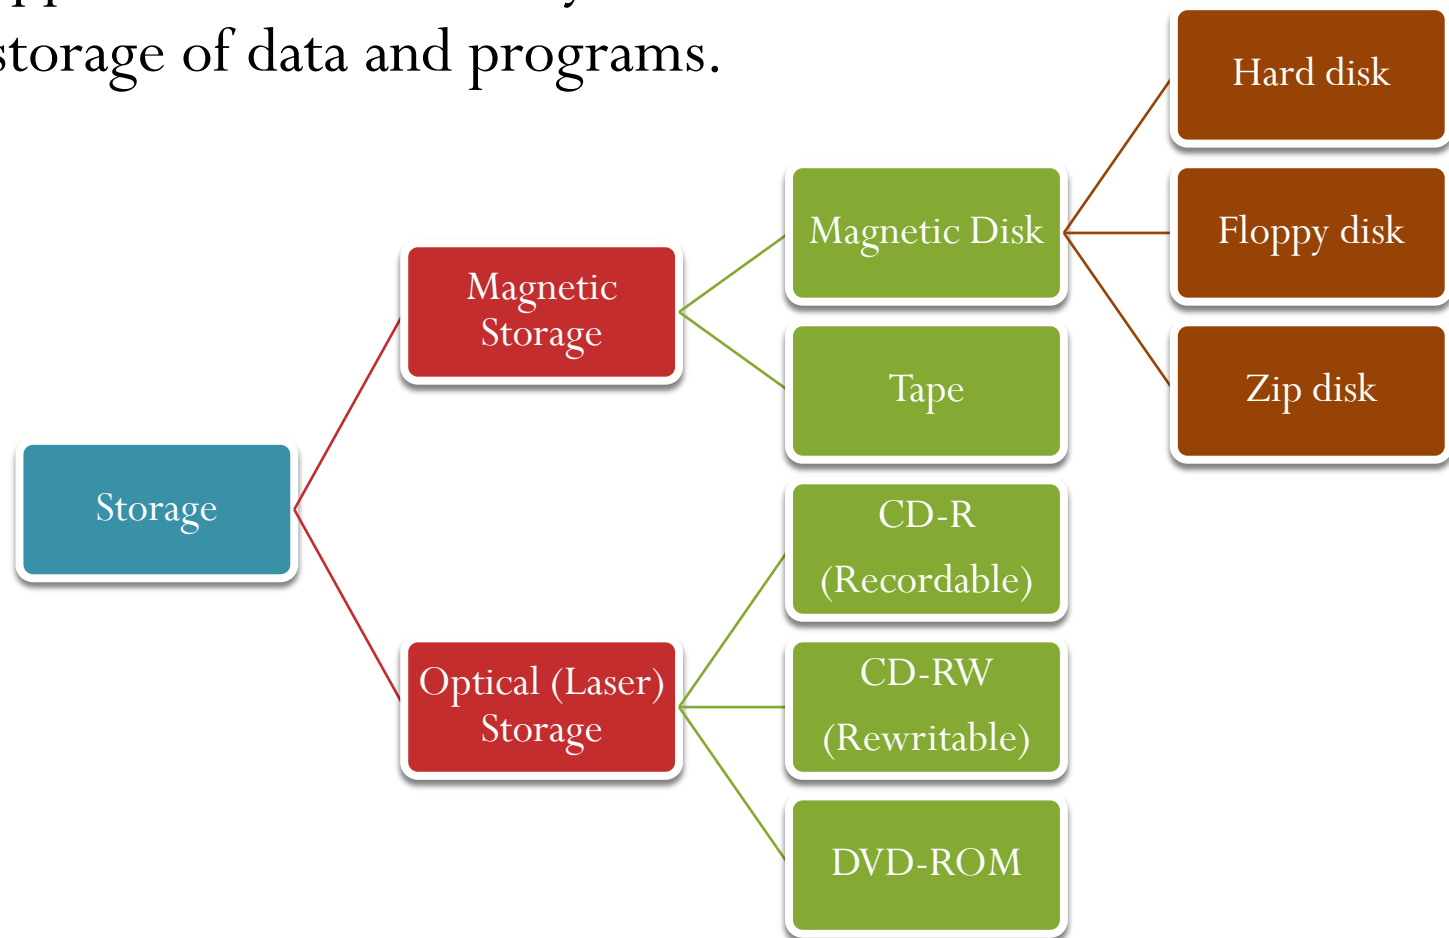 storage of data and programs.
Hard disk
Magnetic Disk
Floppy disk
Magnetic
Storage
Tape
Zip disk
Storage
CD-R
(Recordable)
Optical (Laser)
Storage
CD-RW
(Rewritable)
DVD-ROM